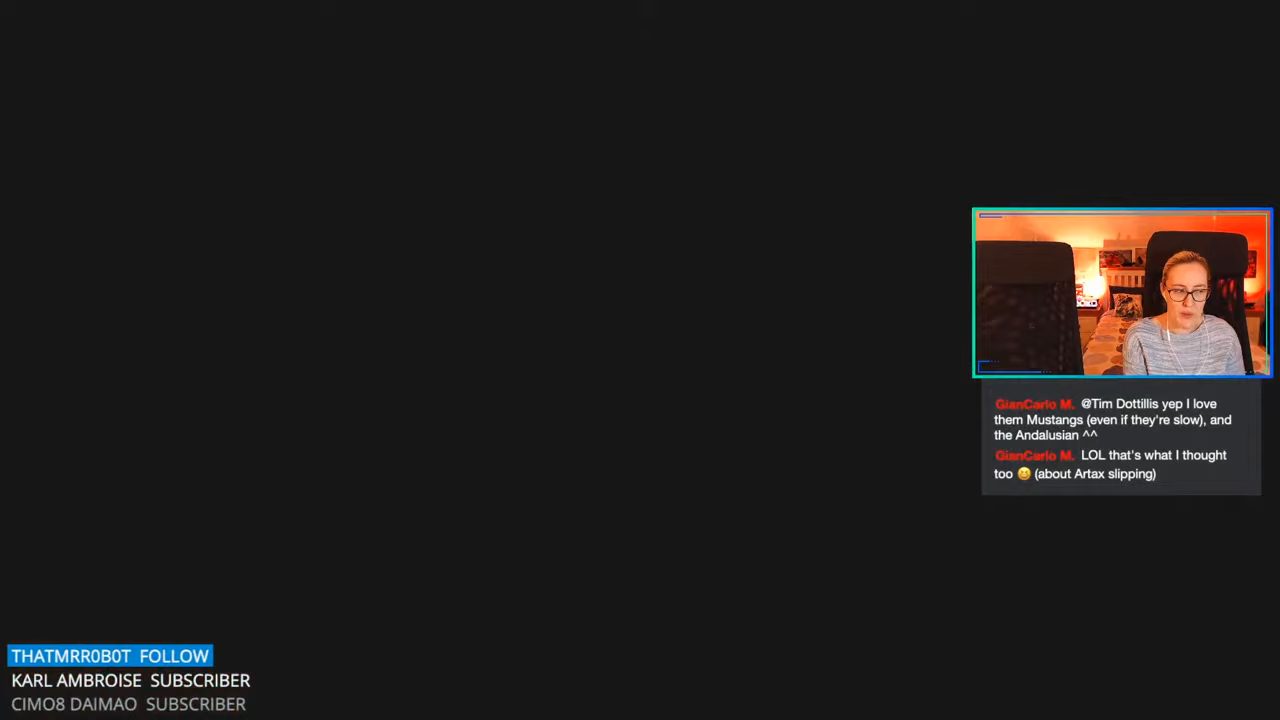 GianCarlo M. @Tim Dottillis yep I love
them Mustangs (even if they're slow), and
the Andalusian ^^
GianCarlo M. LOL that's what I thought
too 😄 (about Artax slipping)
THATMRR0B0T FOLLOW
KARL AMBROISE SUBSCRIBER
CIMO8 DAIMAO SUBSCRIBER